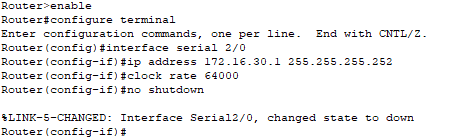 Router>enable
Router#configure terminal
Enter configuration commands, one per line.  End with CNTL/Z.
Router(config)#interface serial 2/0
Router(config-if)#ip address 172.16.30.1 255.255.255.252
Router(config-if)#clock rate 64000
Router(config-if)#no shutdown
%LINK-5-CHANGED: Interface Serial2/0, changed state to down
Router(config-if)#